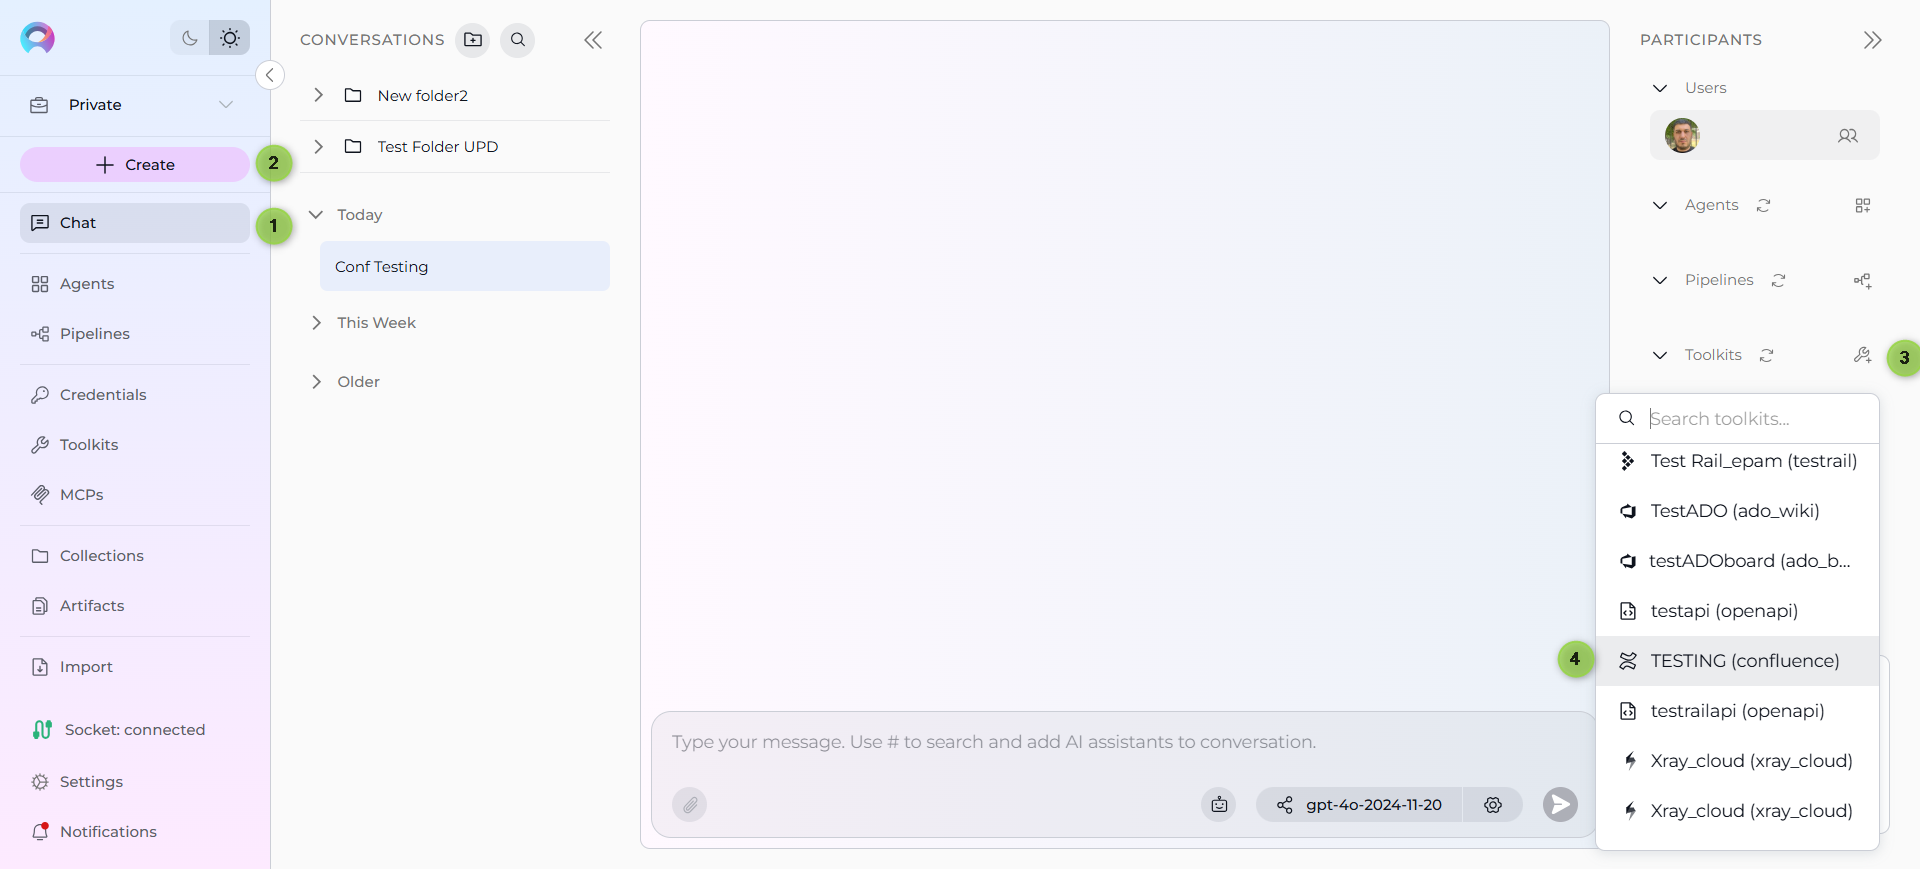 Private
Create
2
Chat
1
Agents
Pipelines
Credentials
Toolkits
MCPs
Collections
Artifacts
Import
Socket: connected
Settings
Notifications
CONVERSATIONS
New folder2
Test Folder UPD
Today
Conf Testing
This Week
Older
Type your message. Use # to search and add AI assistants to conversation.
gpt-4o-2024-11-20
PARTICIPANTS
Users
Agents
Pipelines
Toolkits
3
Search toolkits...
Test Rail_epam (testrail)
TestADO (ado_wiki)
testADOboard (ado_b...
testapi (openapi)
4
TESTING (confluence)
testrailapi (openapi)
Xray_cloud (xray_cloud)
Xray_cloud (xray_cloud)